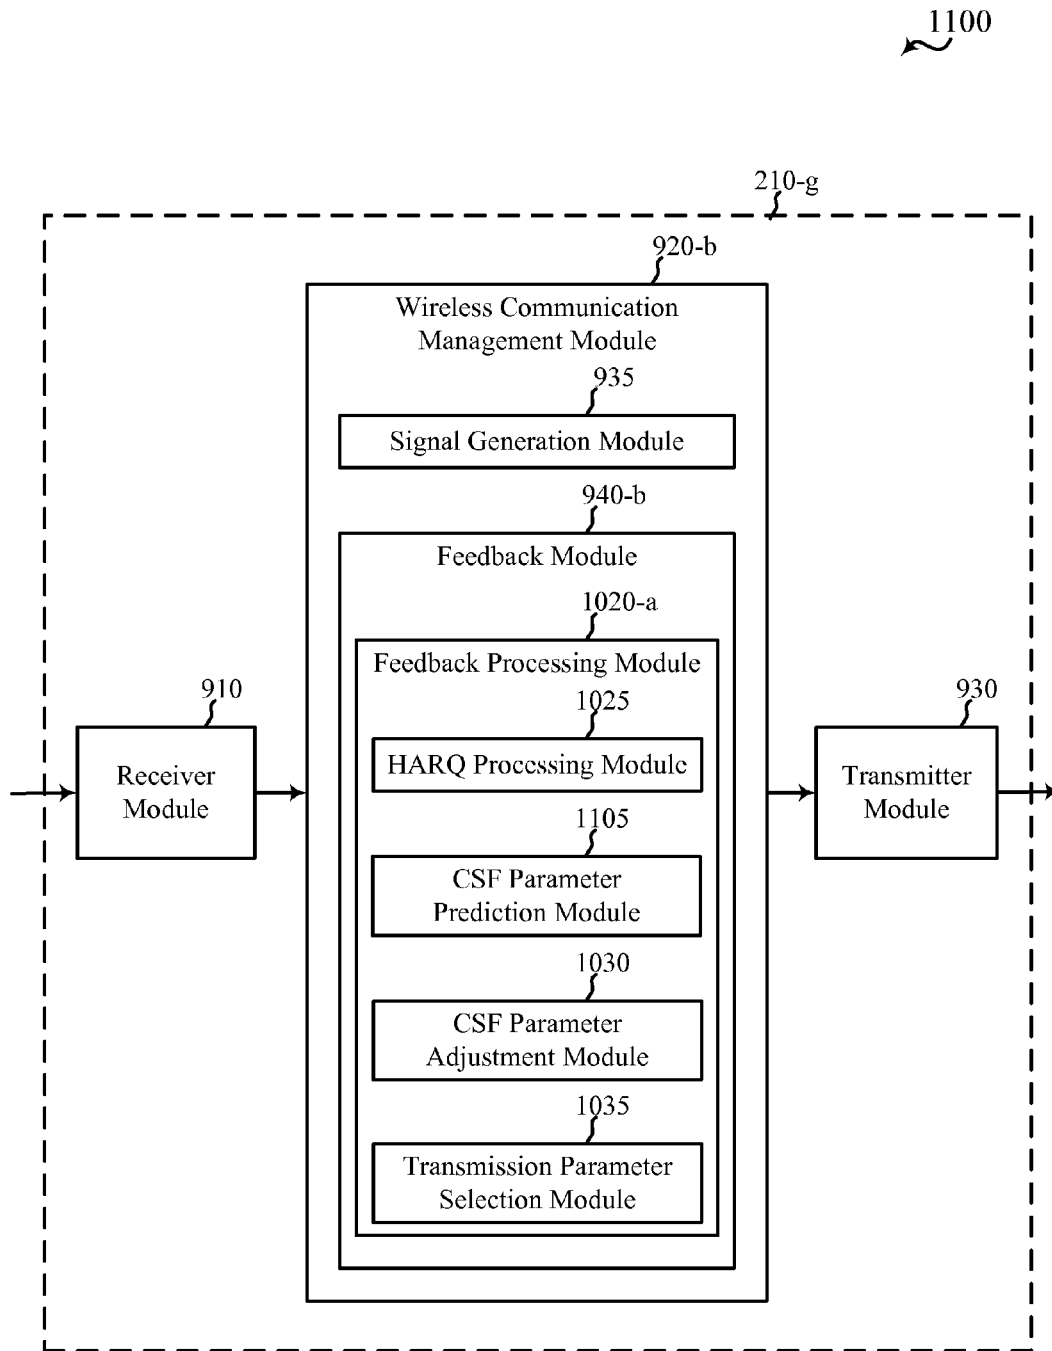 1100
210-g
920-b
Wireless Communication
Management Module
935
Signal Generation Module
940-b
Feedback Module
1020-a
Feedback Processing Module
1025
HARQ Processing Module
1105
CSF Parameter
Prediction Module
1030
CSF Parameter
Adjustment Module
1035
Transmission Parameter
Selection Module
910
Receiver
Module
930
Transmitter
Module